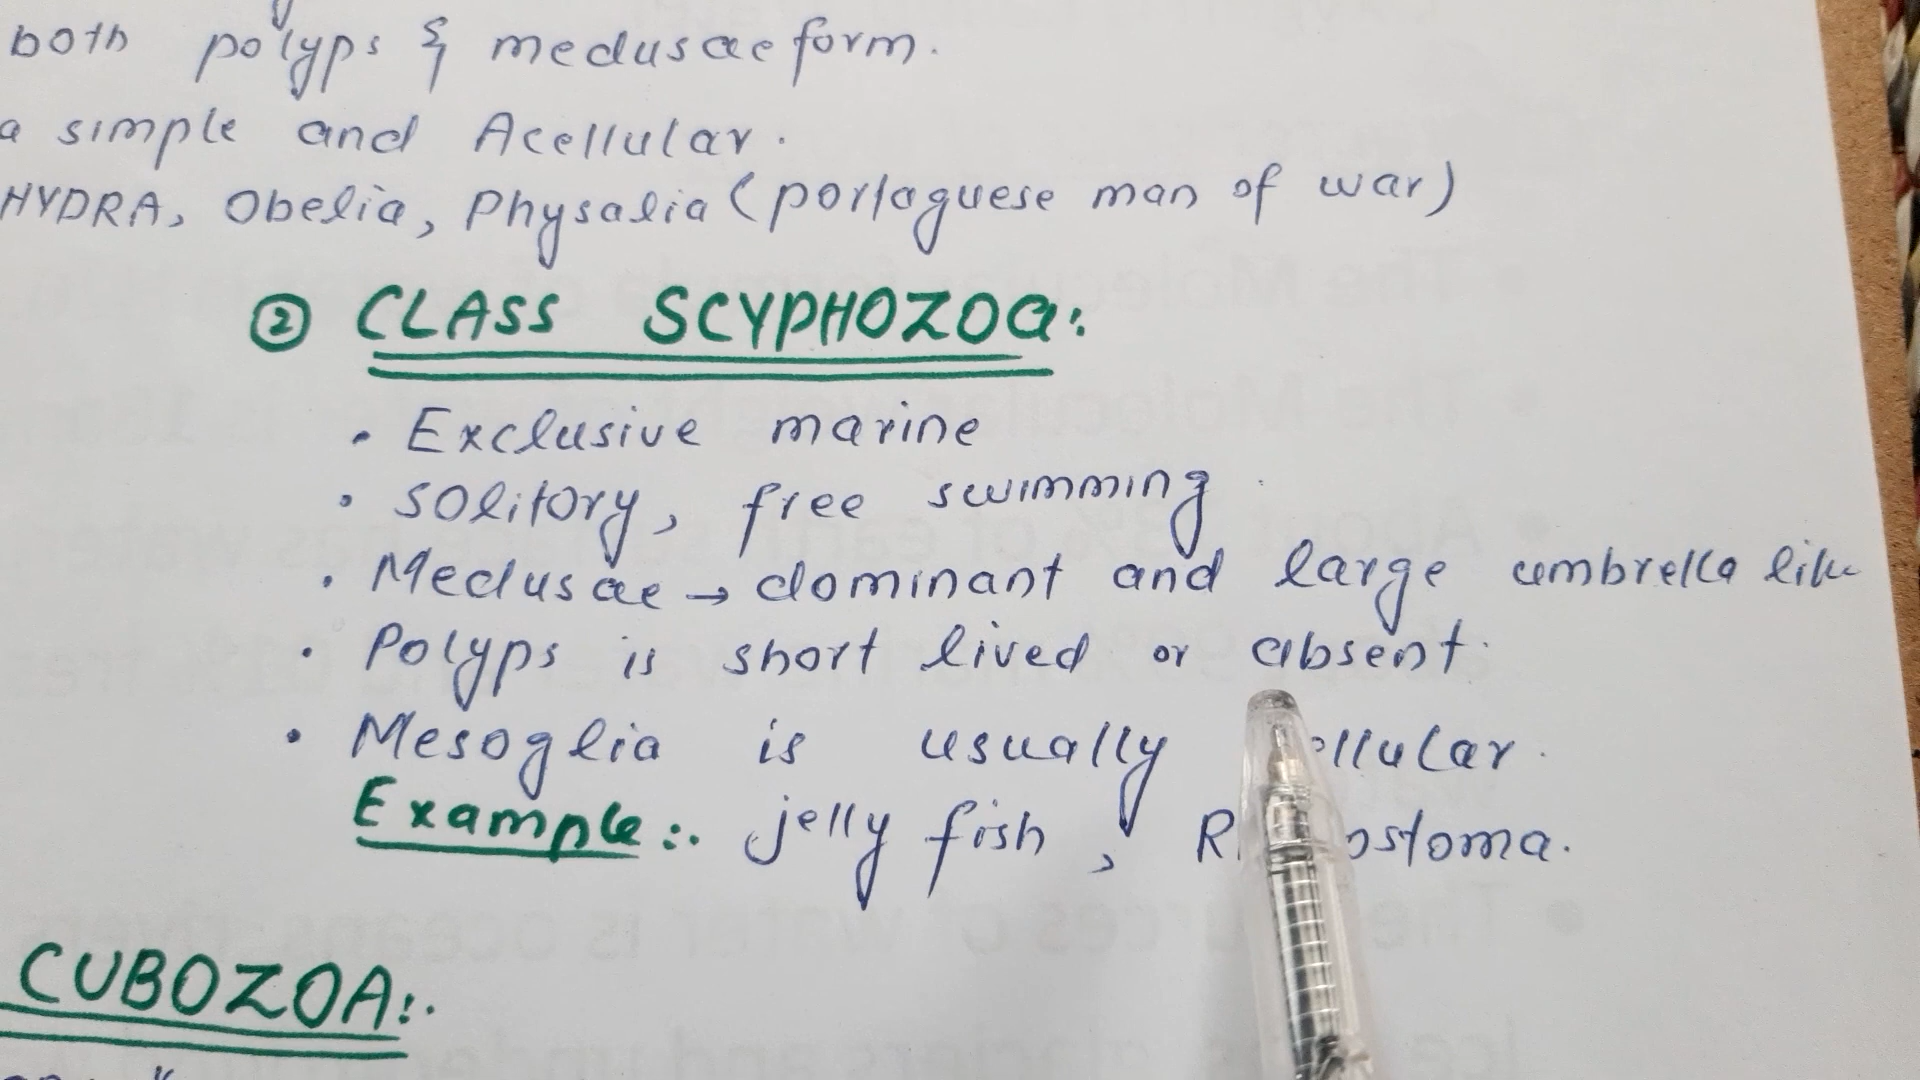 both polyps & medusae form.
a simple and Acellular.
HYDRA, Obelia, Physalia (portaguese man of war)
② CLASS SCYPHOZOa:
• Exclusive marine
• solitory, free swimming
• Medusae → dominant and large umbrella like
• Polyps is short lived or absent.
• Mesoglia is usually
Example:. jelly fish,
CUBOZOA:.